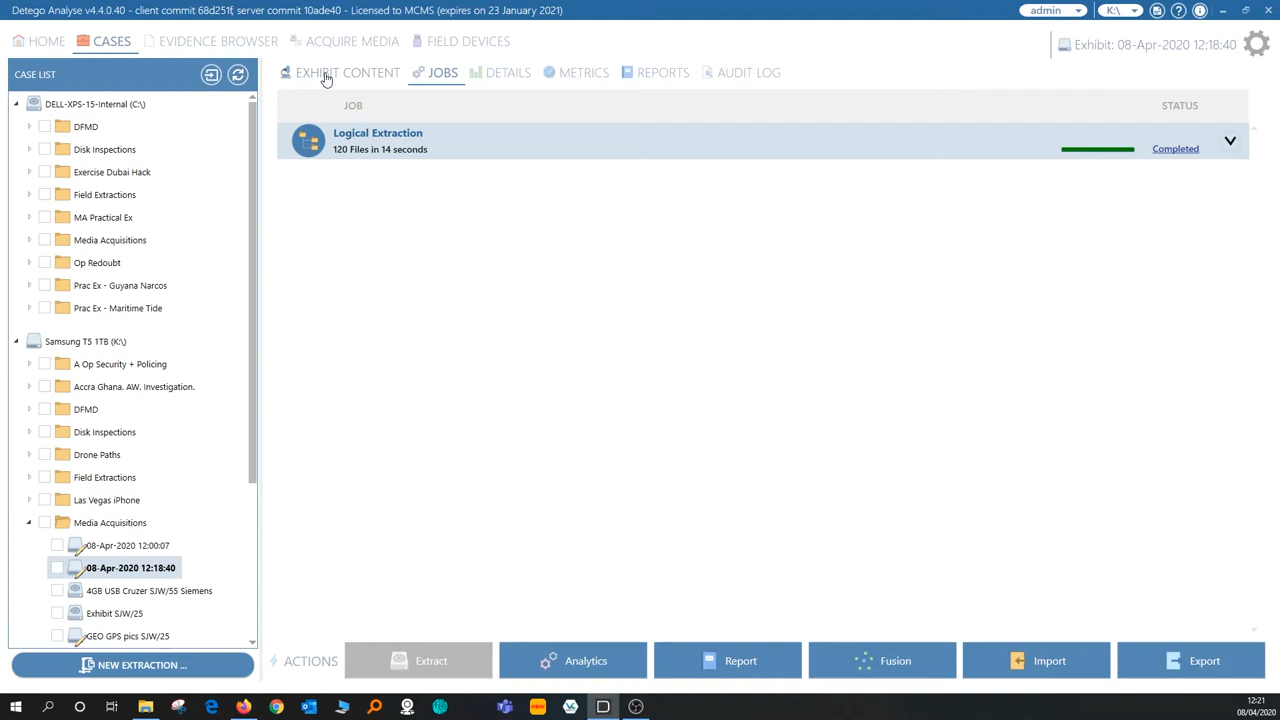 Detego Analyse v4.4.0.40 - client commit 68d251f, server commit 10ade40 - Licensed to MCMS (expires on 23 January 2021)
admin
K:\
HOME
CASES
EVIDENCE BROWSER
ACQUIRE MEDIA
FIELD DEVICES
Exhibit: 08-Apr-2020 12:18:40
CASE LIST
EXHIBIT CONTENT
JOBS
DETAILS
METRICS
REPORTS
AUDIT LOG
JOB
STATUS
Logical Extraction
120 Files in 14 seconds
Completed
DELL-XPS-15-Internal (C:\)
DFMD
Disk Inspections
Exercise Dubai Hack
Field Extractions
MA Practical Ex
Media Acquisitions
Op Redoubt
Prac Ex - Guyana Narcos
Prac Ex - Maritime Tide
Samsung T5 1TB (K:\)
A Op Security + Policing
Accra Ghana. AW. Investigation.
DFMD
Disk Inspections
Drone Paths
Field Extractions
Las Vegas iPhone
Media Acquisitions
08-Apr-2020 12:00:07
08-Apr-2020 12:18:40
4GB USB Cruzer SJW/55 Siemens
Exhibit SJW/25
GEO GPS pics SJW/25
NEW EXTRACTION ...
ACTIONS
Extract
Analytics
Report
Fusion
Import
Export
12:21
08/04/2020